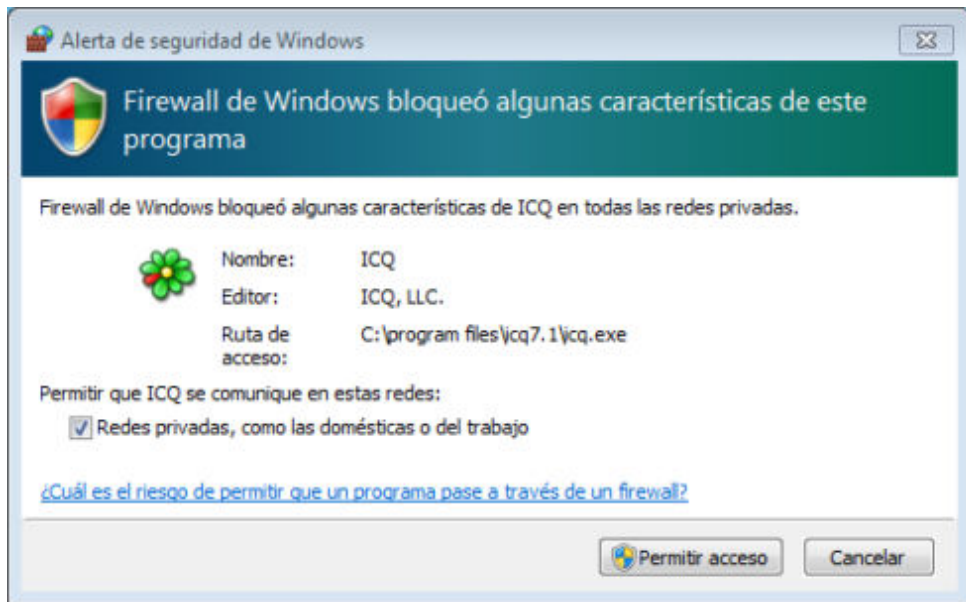 Alerta de seguridad de Windows
Firewall de Windows bloqueó algunas características de este
programa
Firewall de Windows bloqueó algunas características de ICQ en todas las redes privadas.
Nombre: ICQ
Editor: ICQ, LLC.
Ruta de acceso: C:\program files\icq7.1\icq.exe
Permitir que ICQ se comunique en estas redes:
Redes privadas, como las domésticas o del trabajo
¿Cuál es el riesgo de permitir que un programa pase a través de un firewall?
Permitir acceso Cancelar